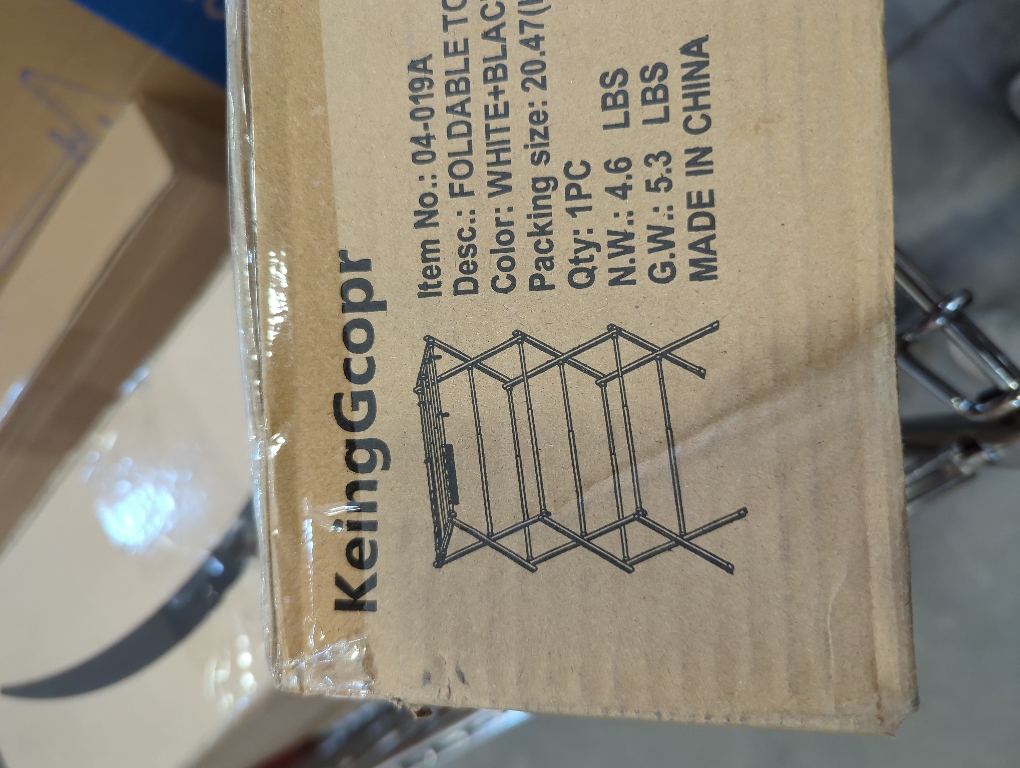 KeingGcopr
Item No.: 04-019A
Desc.: FOLDABLE
Color: WHITE+BLAC
Packing size: 20.47(
Qty: 1PC
N.W.: 4.6 LBS
G.W.: 5.3 LBS
MADE IN CHINA